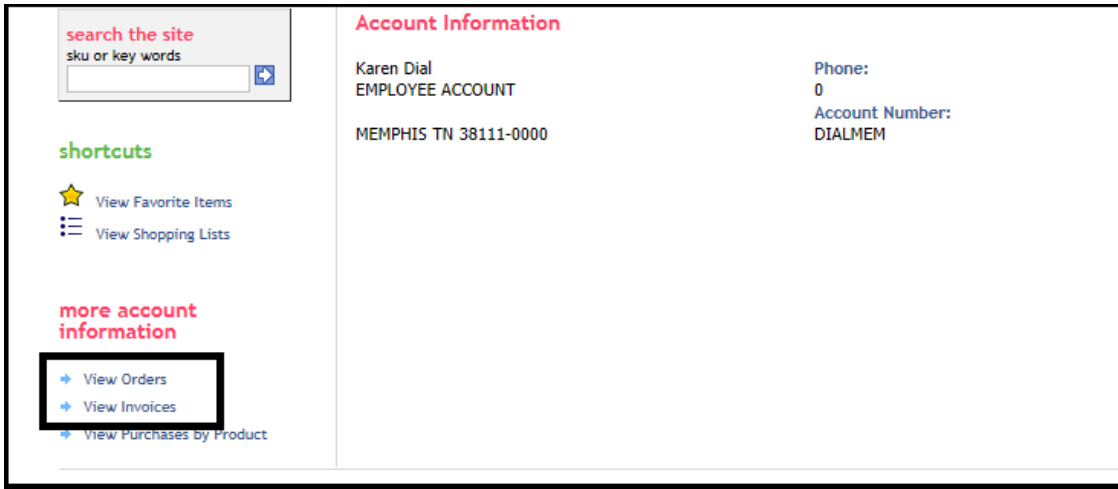 search the site
sku or key words
shortcuts
View Favorite Items
View Shopping Lists
more account
information
View Orders
View Invoices
View Purchases by Product
Account Information
Karen Dial
EMPLOYEE ACCOUNT
MEMPHIS TN 38111-0000
Phone:
0
Account Number:
DIALMEM